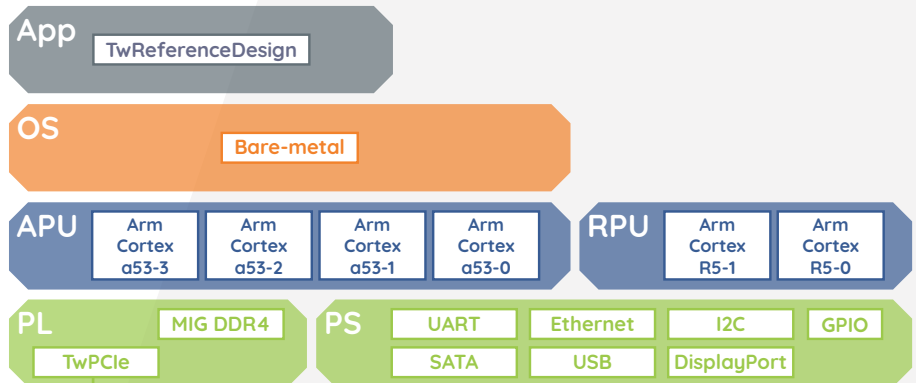 App
TwReferenceDesign
OS
Bare-metal
APU
Arm
Cortex
a53-3
Arm
Cortex
a53-2
Arm
Cortex
a53-1
Arm
Cortex
a53-0
RPU
Arm
Cortex
R5-1
Arm
Cortex
R5-0
PL
MIG DDR4
TwPCIe
PS
UART
Ethernet
I2C
GPIO
SATA
USB
DisplayPort